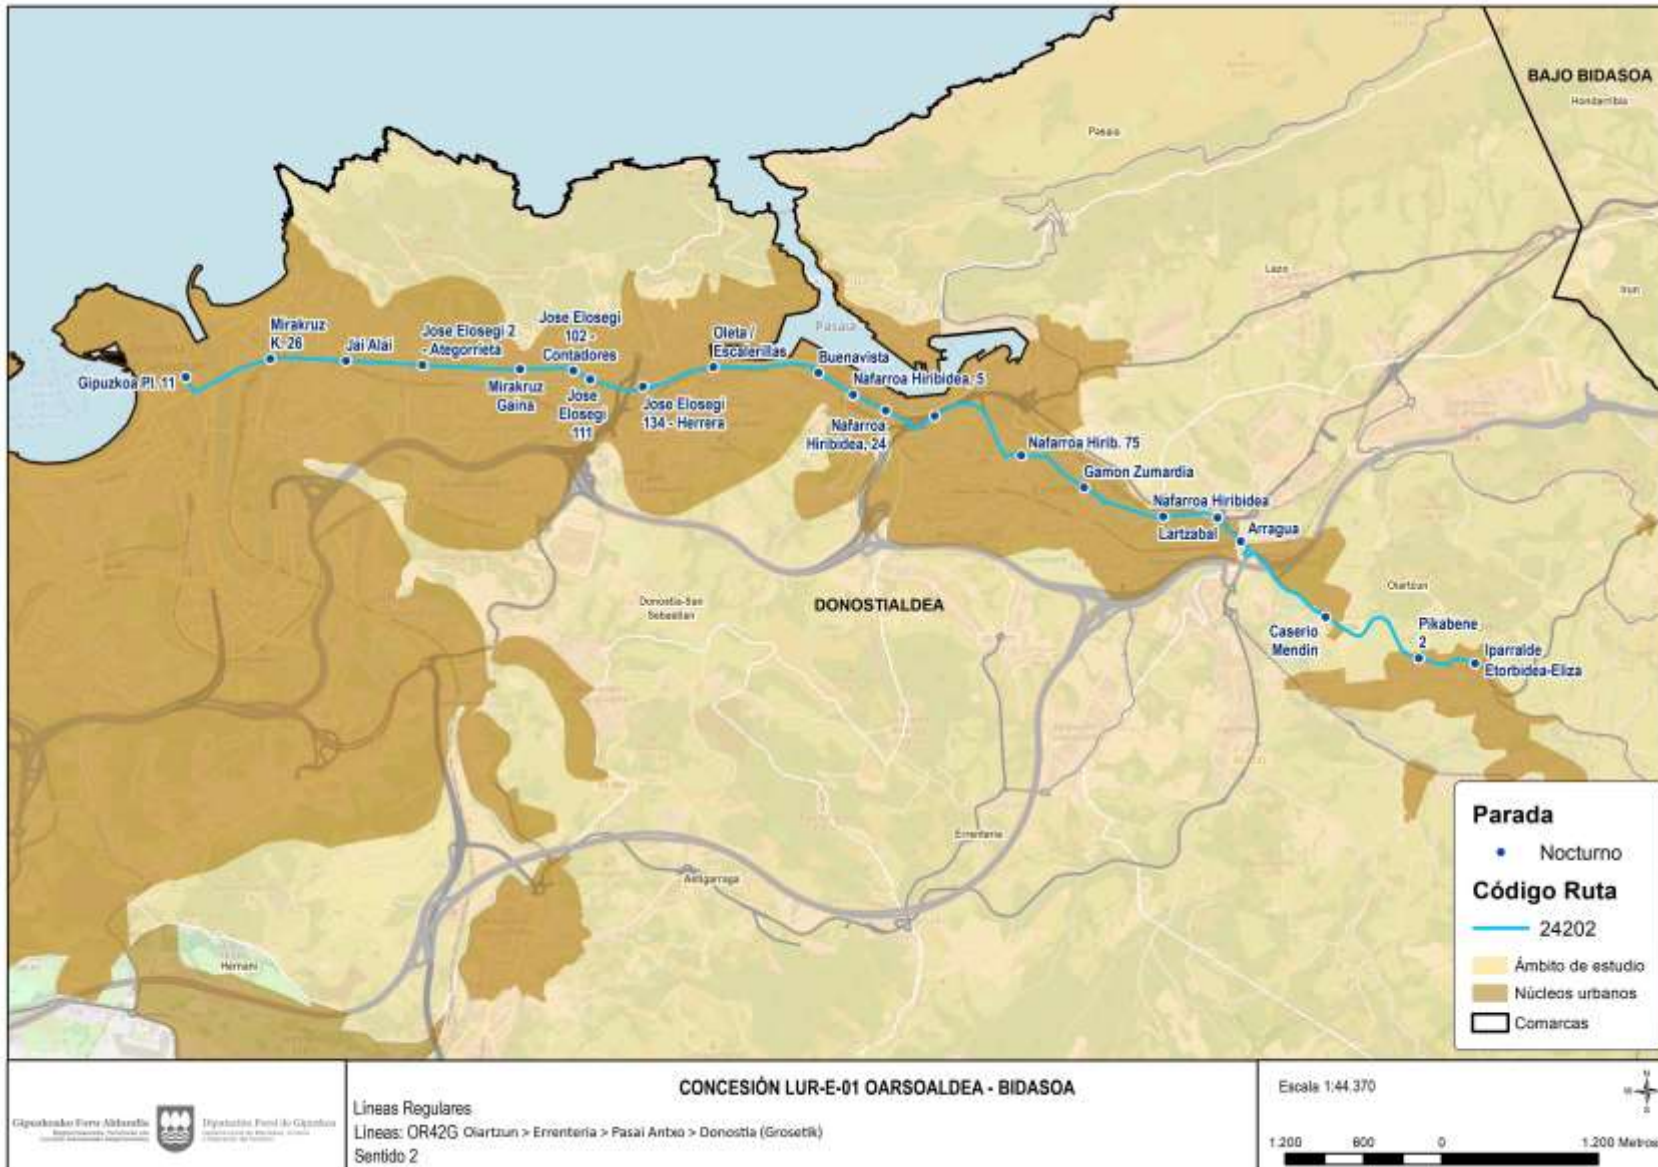 BAJO BIDASOA
Hondarribia
Pasaia
Lezo
Irun
Pasaia
Mirakruz
K. 26
Jai Alai
Jose Elosegi 2
- Ategorrieta
Jose Elosegi
102 -
Contadores
Oleta /
Escalerillas
Buenavista
Gipuzkoa Pl. 11
Mirakruz
Gaina
Jose
Elosegi
111
Jose Elosegi
134 - Herrera
Nafarroa Hiribidea, 5
Nafarroa
Hiribidea, 24
Nafarroa Hirib. 75
Gamon Zumardia
Nafarroa Hiribidea
Lartzabal
Arragua
Oiartzun
Donostia-San
Sebastian
DONOSTIALDEA
Caserio
Mendin
Pikabene
2
Iparralde
Etorbidea-Eliza
Errenteria
Astigarraga
Hernani
Parada
Nocturno
Código Ruta
24202
Ámbito de estudio
Núcleos urbanos
Comarcas
Gipuzkoako Foru Aldundia
Diputación Foral de Gipuzkoa
CONCESIÓN LUR-E-01 OARSOALDEA - BIDASOA
Líneas Regulares
Líneas: OR42G Oiartzun > Errenteria > Pasai Antxo > Donostia (Grosetik)
Sentido 2
Escala 1:44.370
N
1.200 600 0 1.200 Metros